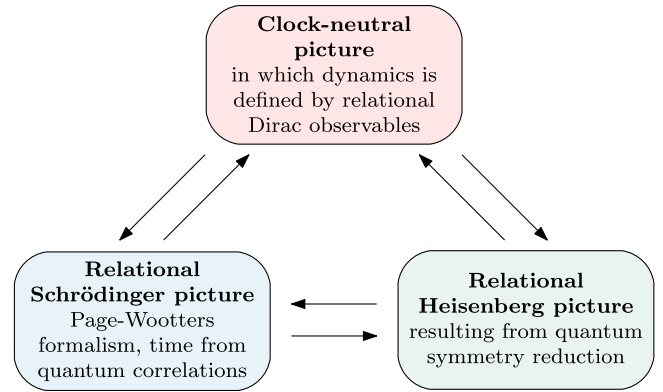 Clock-neutral
picture
in which dynamics is
defined by relational
Dirac observables
Relational
Schrödinger picture
Page-Wootters
formalism, time from
quantum correlations
Relational
Heisenberg picture
resulting from quantum
symmetry reduction